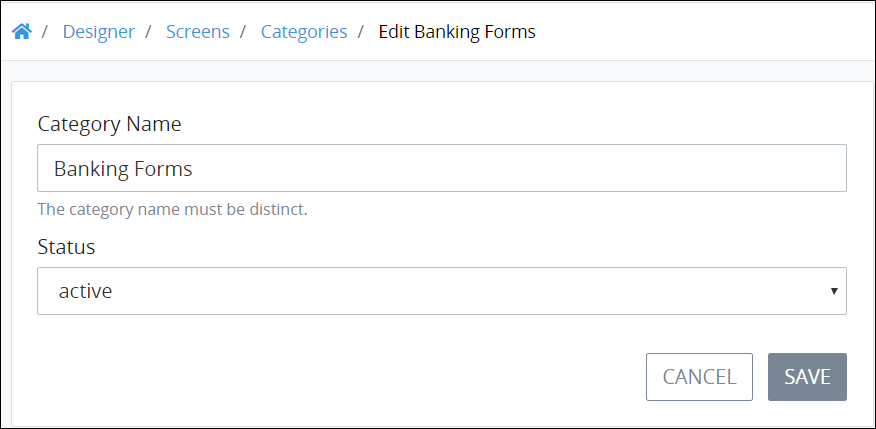 / Designer / Screens / Categories / Edit Banking Forms
Category Name
Banking Forms
The category name must be distinct.
Status
active
CANCEL SAVE